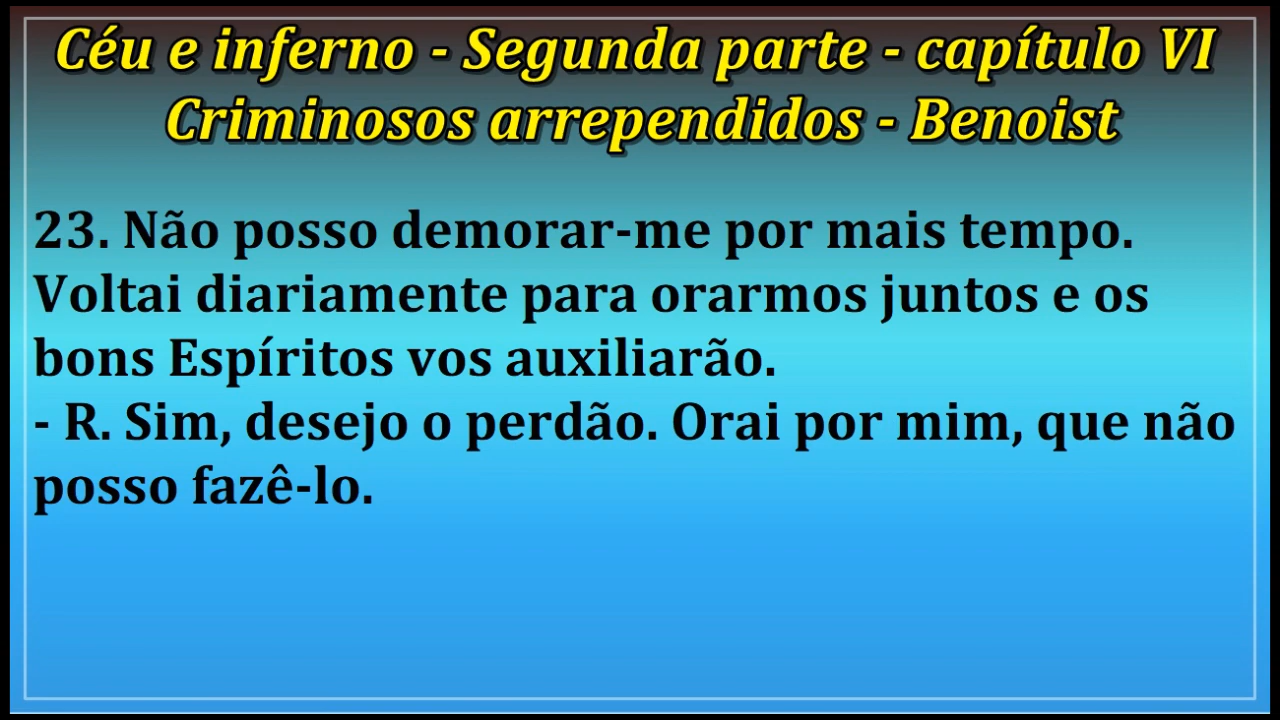 Céu e inferno - Segunda parte - capítulo VI
Criminosos arrependidos - Benoist
23. Não posso demorar-me por mais tempo.
Voltai diariamente para orarmos juntos e os
bons Espíritos vos auxiliarão.
- R. Sim, desejo o perdão. Orai por mim, que não
posso fazê-lo.